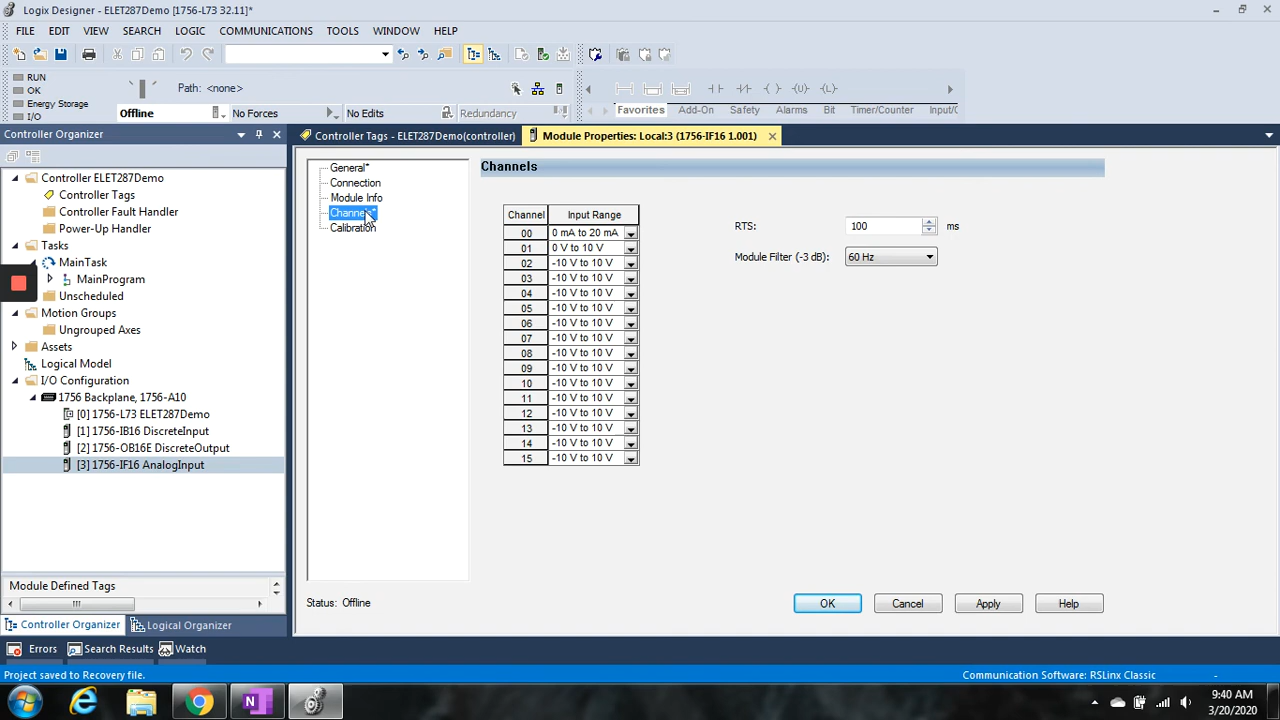 Logix Designer - ELET287Demo [1756-L73 32.11]*
FILE EDIT VIEW SEARCH LOGIC COMMUNICATIONS TOOLS WINDOW HELP
RUN
OK
Energy Storage
I/O
Path: <none>
Offline
No Forces
No Edits
Redundancy
Favorites Add-On Safety Alarms Bit Timer/Counter Input/
Controller Organizer
Controller Tags - ELET287Demo(controller)
Module Properties: Local:3 (1756-IF16 1.001)
Controller ELET287Demo
Controller Tags
Controller Fault Handler
Power-Up Handler
Tasks
MainTask
MainProgram
Unscheduled
Motion Groups
Ungrouped Axes
Assets
Logical Model
I/O Configuration
1756 Backplane, 1756-A10
[0] 1756-L73 ELET287Demo
[1] 1756-IB16 DiscreteInput
[2] 1756-OB16E DiscreteOutput
[3] 1756-IF16 AnalogInput
Module Defined Tags
Controller Organizer
Logical Organizer
General*
Connection
Module Info
Channels*
Calibration
Channels
Channel Input Range
00 0 mA to 20 mA
01 0 V to 10 V
02 -10 V to 10 V
03 -10 V to 10 V
04 -10 V to 10 V
05 -10 V to 10 V
06 -10 V to 10 V
07 -10 V to 10 V
08 -10 V to 10 V
09 -10 V to 10 V
10 -10 V to 10 V
11 -10 V to 10 V
12 -10 V to 10 V
13 -10 V to 10 V
14 -10 V to 10 V
15 -10 V to 10 V
RTS: 100 ms
Module Filter (-3 dB): 60 Hz
Status: Offline
OK Cancel Apply Help
Errors Search Results Watch
Project saved to Recovery file.
Communication Software: RSLinx Classic
9:40 AM
3/20/2020